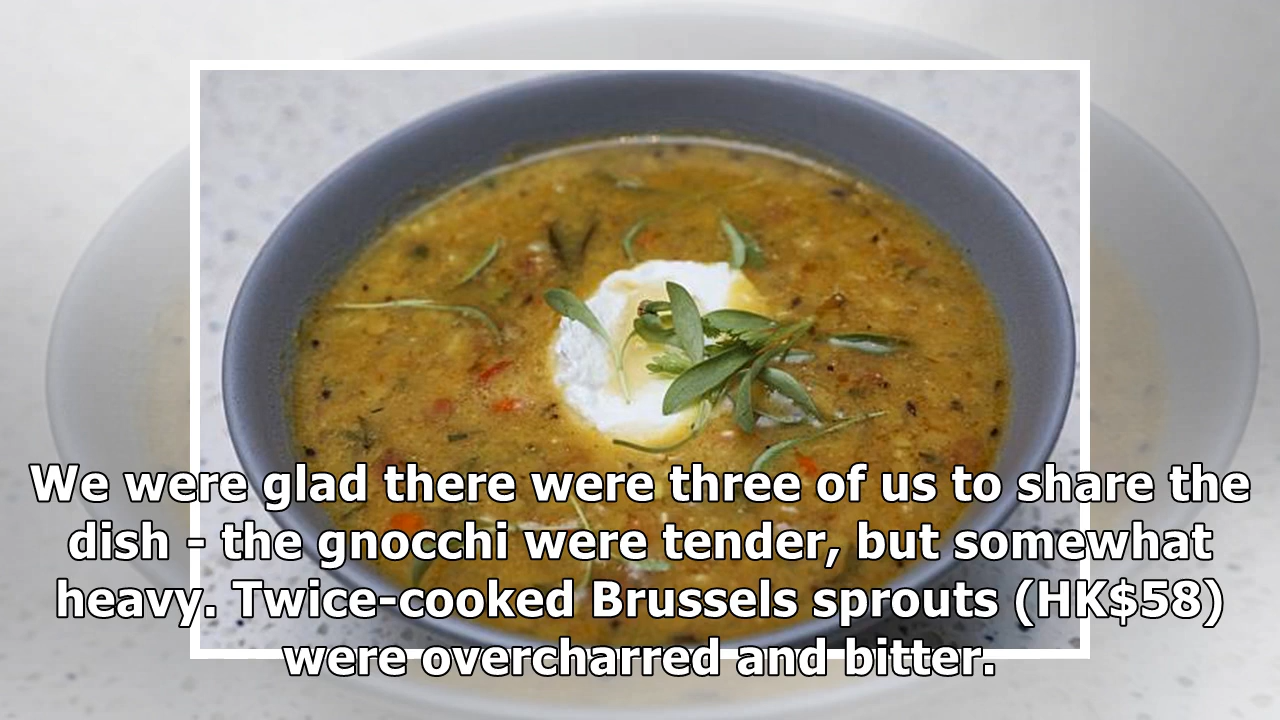 We were glad there were three of us to share the
dish - the gnocchi were tender, but somewhat
heavy. Twice-cooked Brussels sprouts (HK$58)
were overcharred and bitter.